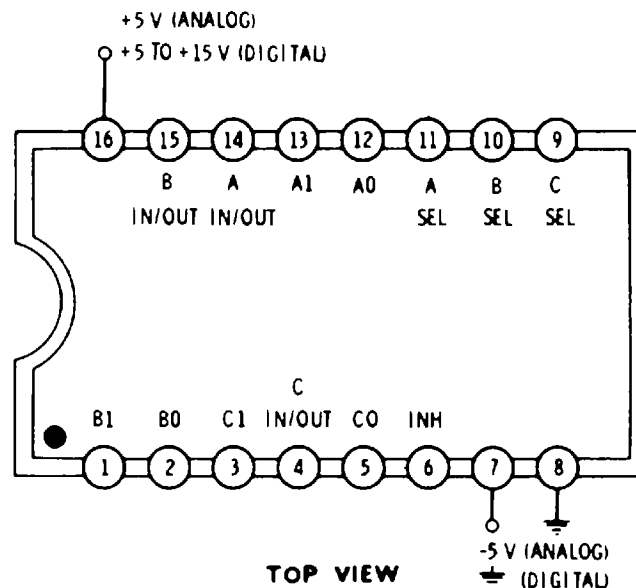 +5 V (ANALOG)
+5 TO +15 V (DIGITAL)
16 15 14 13 12 11 10 9
B A A1 A0 A B C
IN/OUT IN/OUT SEL SEL SEL
C
B1 B0 C1 IN/OUT CO INH
1 2 3 4 5 6 7 8
-5 V (ANALOG)
(DIGITAL)
TOP VIEW